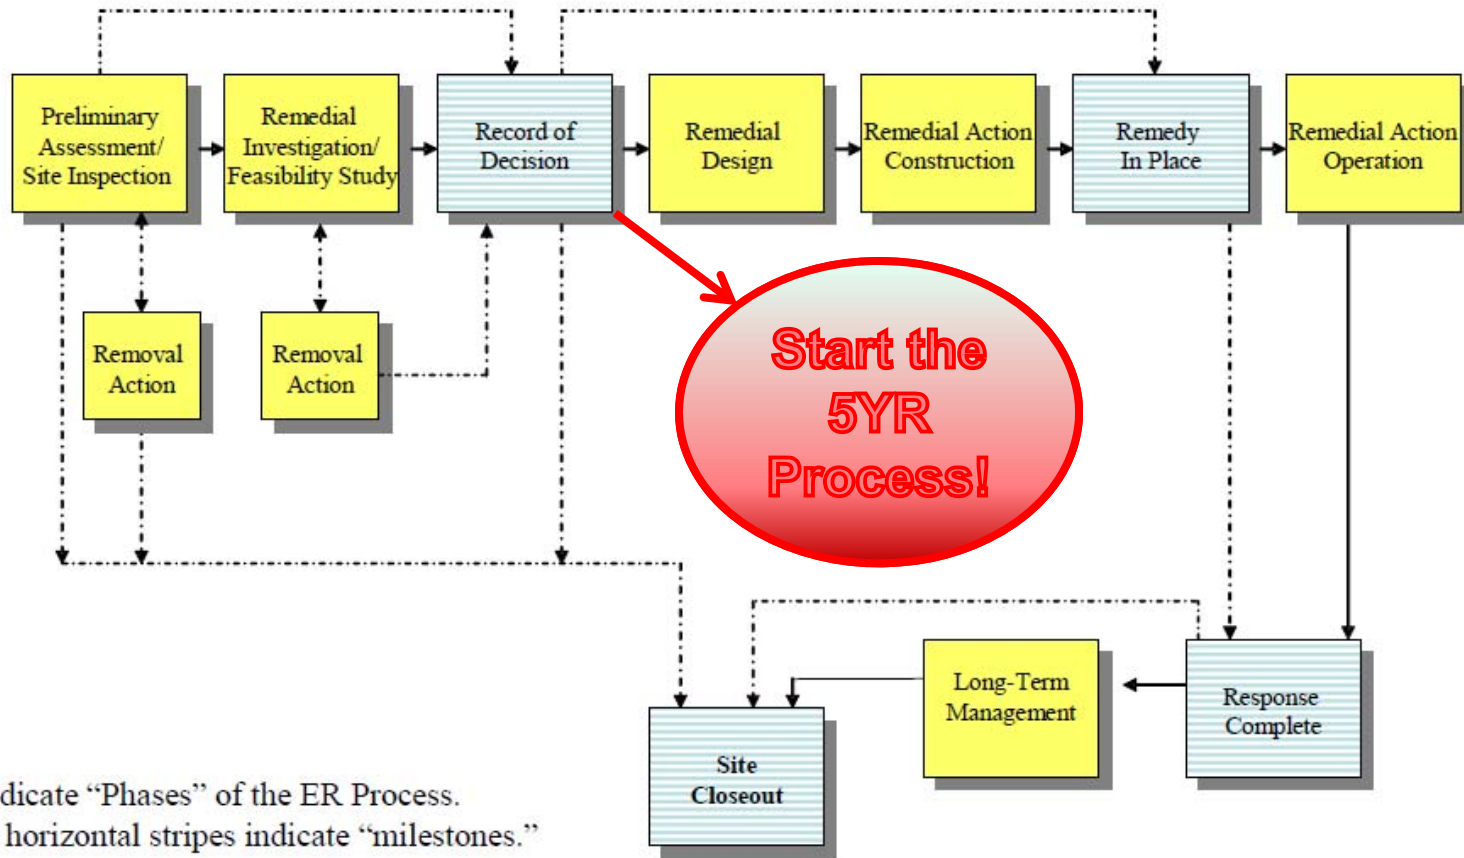 Preliminary
Assessment/
Site Inspection
Remedial
Investigation/
Feasibility Study
Record of
Decision
Remedial
Design
Remedial Action
Construction
Remedy
In Place
Remedial Action
Operation
Removal
Action
Removal
Action
Start the
5YR
Process!
Long-Term
Management
Response
Complete
Site
Closeout
dicate “Phases” of the ER Process.
horizontal stripes indicate “milestones.”